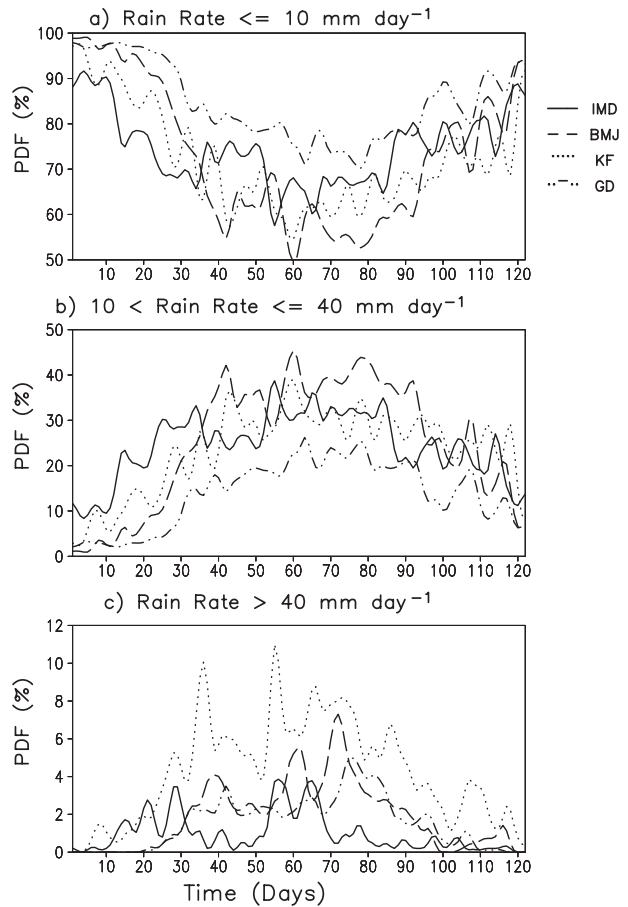 a) Rain Rate <= 10 mm day⁻¹
100
90
80
70
60
50
PDF (%)
10 20 30 40 50 60 70 80 90 100 110 120
IMD
BMJ
KF
GD
b) 10 < Rain Rate <= 40 mm day⁻¹
50
40
30
20
10
0
PDF (%)
10 20 30 40 50 60 70 80 90 100 110 120
c) Rain Rate > 40 mm day⁻¹
12
10
8
6
4
2
0
PDF (%)
10 20 30 40 50 60 70 80 90 100 110 120
Time (Days)